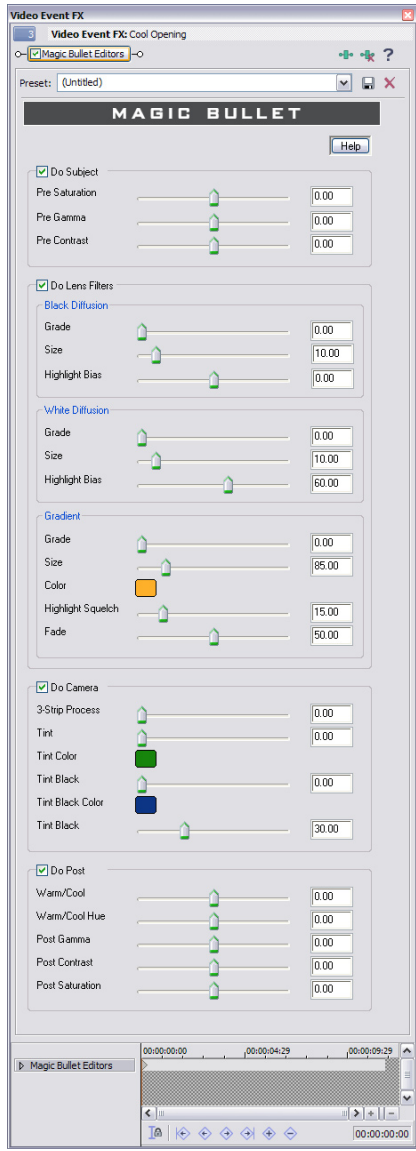 Video Event FX
3 Video Event FX: Cool Opening
Magic Bullet Editors
?
Preset: (Untitled)
MAGIC BULLET
Help
Do Subject
Pre Saturation 0.00
Pre Gamma 0.00
Pre Contrast 0.00
Do Lens Filters
Black Diffusion
Grade 0.00
Size 10.00
Highlight Bias 0.00
White Diffusion
Grade 0.00
Size 10.00
Highlight Bias 60.00
Gradient
Grade 0.00
Size 85.00
Color
Highlight Squelch 15.00
Fade 50.00
Do Camera
3-Strip Process 0.00
Tint 0.00
Tint Color
Tint Black 0.00
Tint Black Color
Tint Black 30.00
Do Post
Warm/Cool 0.00
Warm/Cool Hue 0.00
Post Gamma 0.00
Post Contrast 0.00
Post Saturation 0.00
00:00:00:00 00:00:04:29 00:00:09:29
Magic Bullet Editors
00:00:00:00